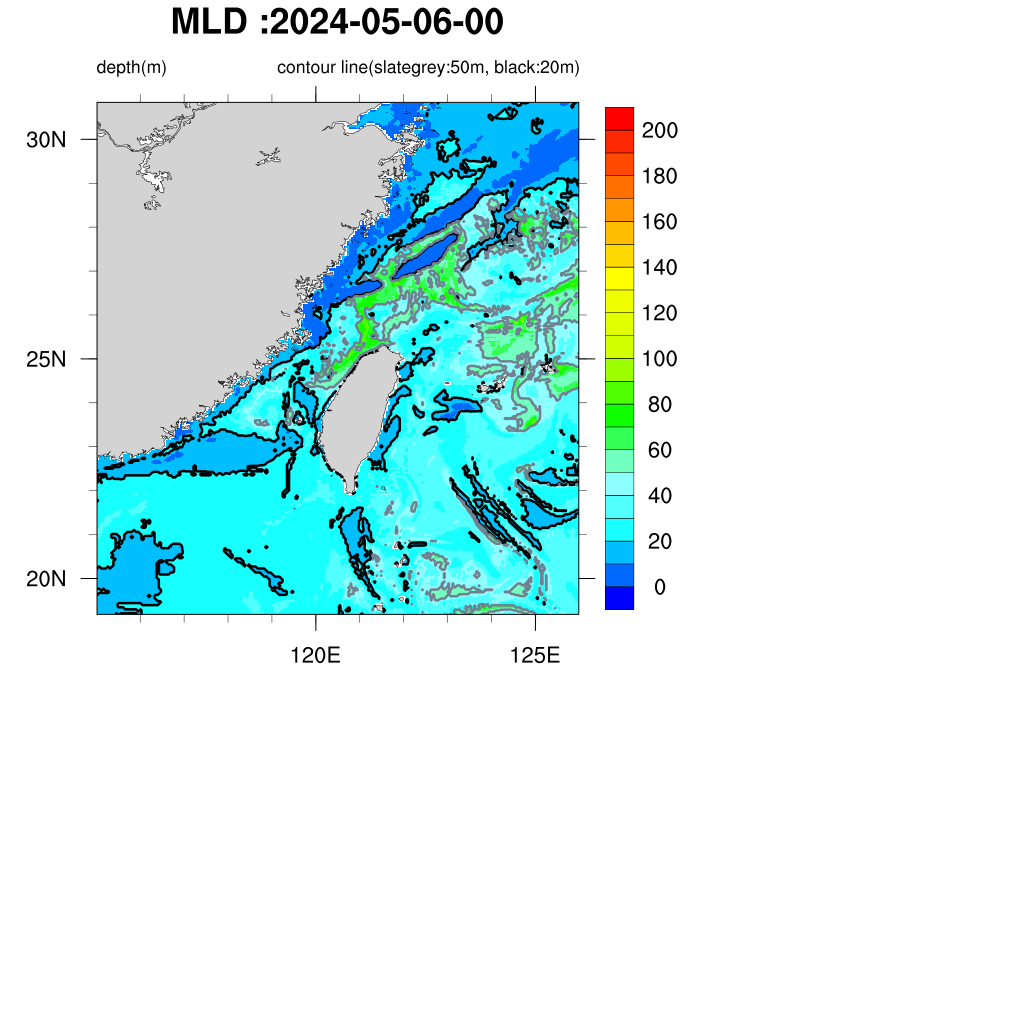 MLD :2024-05-06-00
depth(m)
contour line(slategrey:50m, black:20m)
30N
25N
20N
120E
125E
200
180
160
140
120
100
80
60
40
20
0